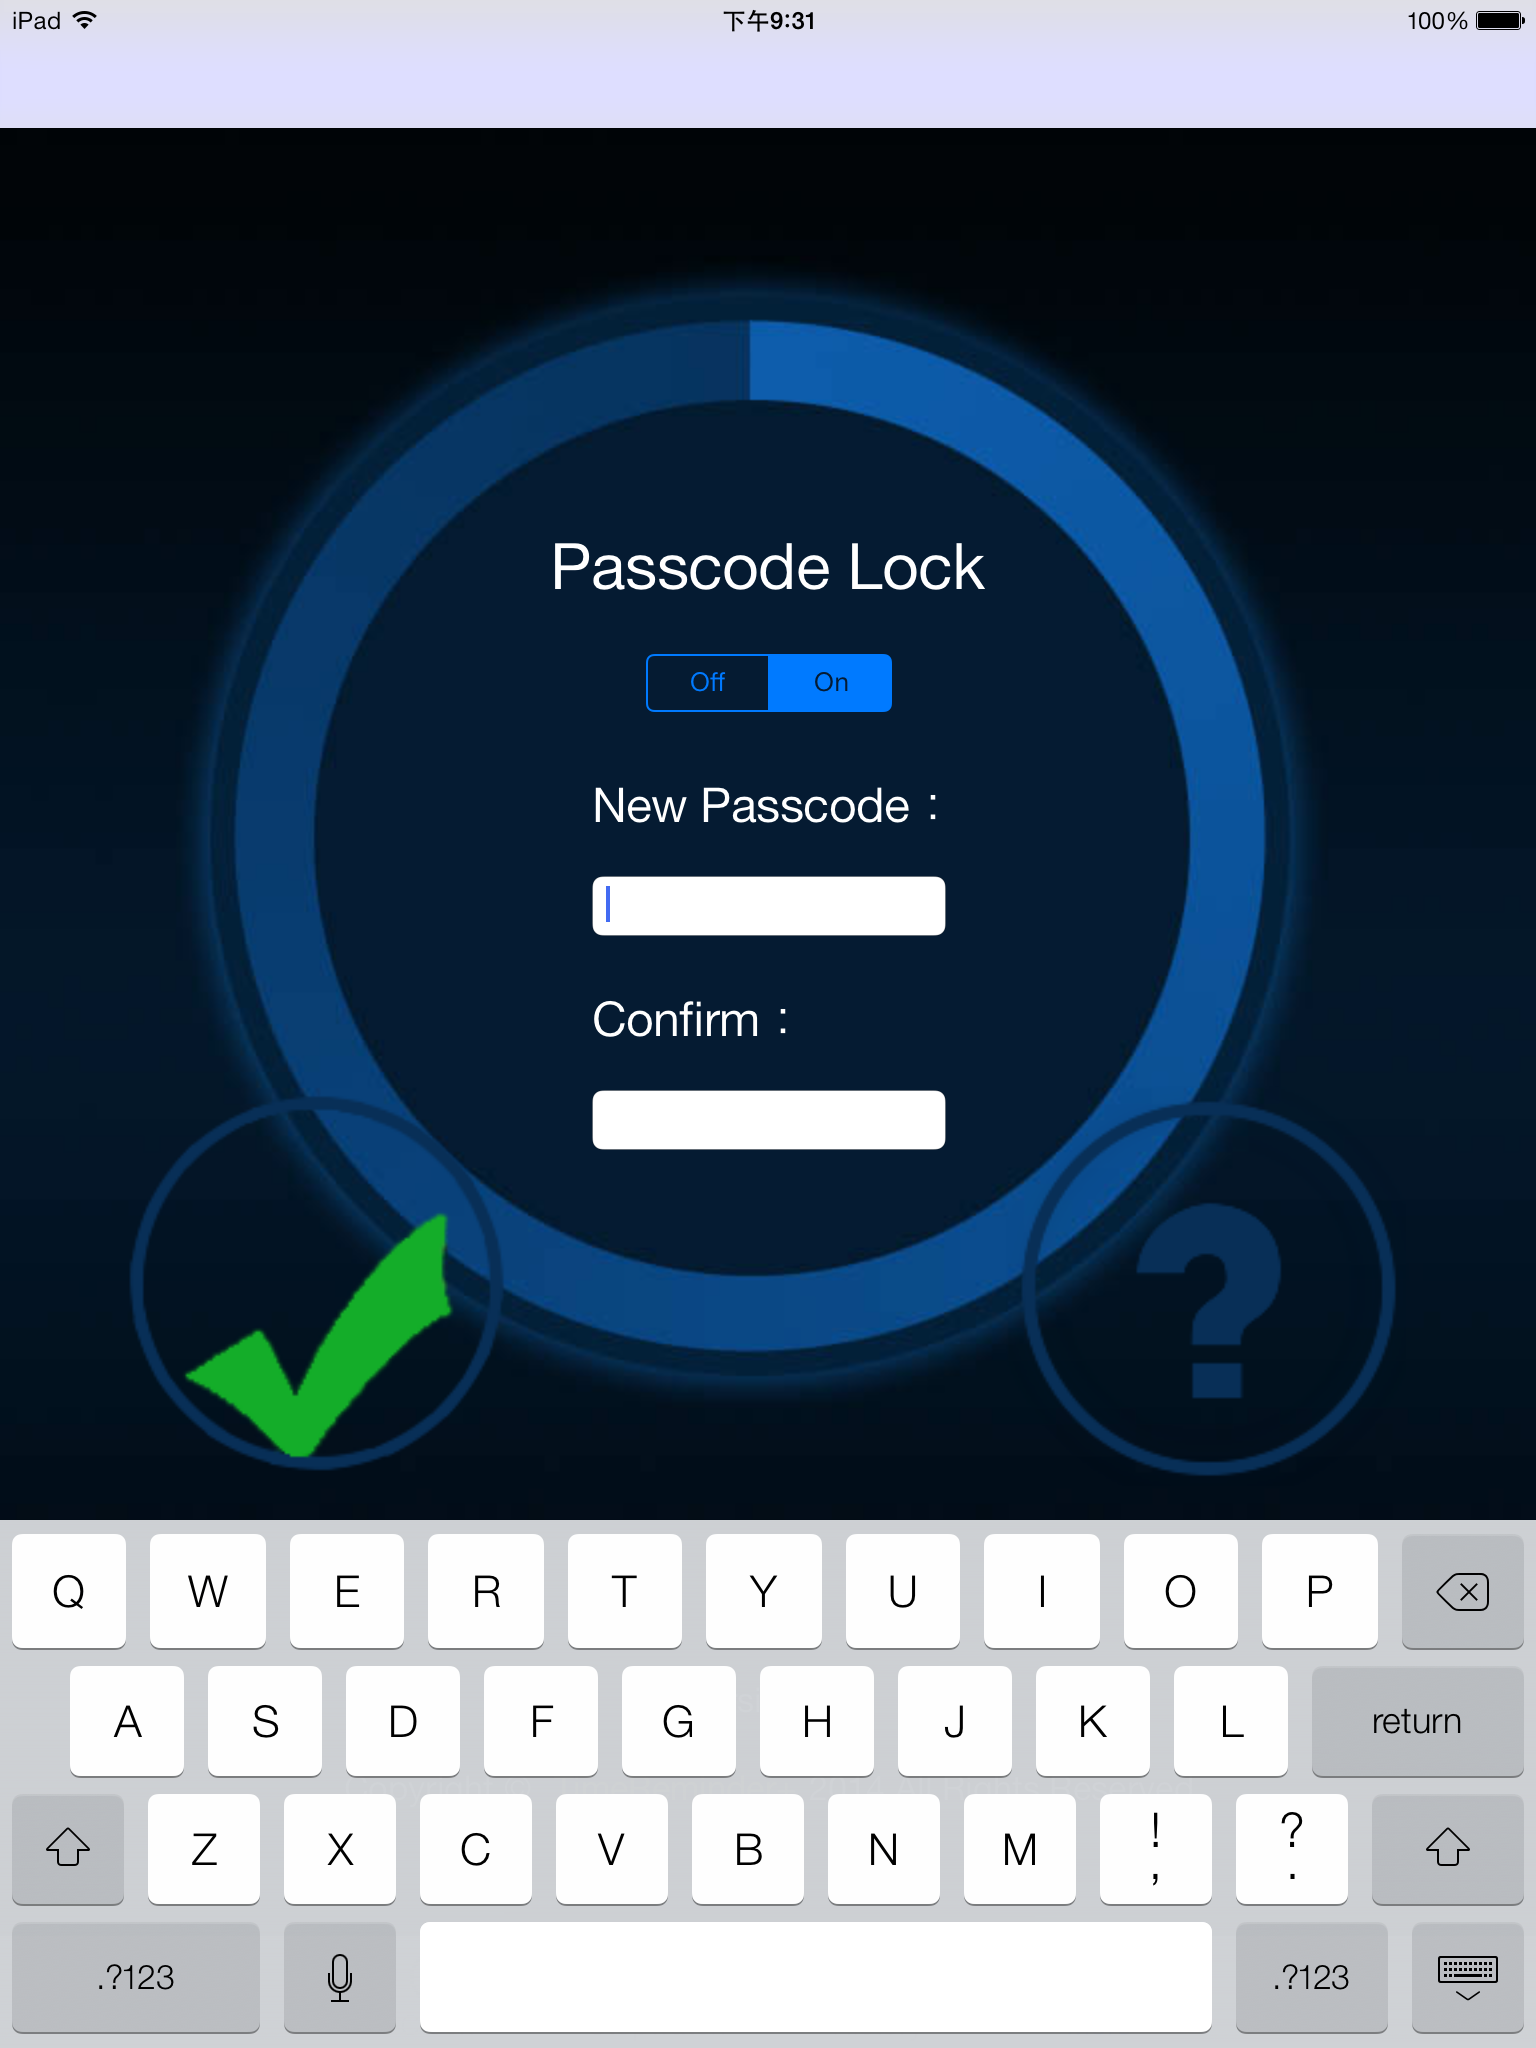 iPad 下午9:31 100%
Passcode Lock
Off On
New Passcode：
Confirm：
?
Q W E R T Y U I O P
A S D F G H J K L return
Z X C V B N M ! , ? .
.?123 .?123